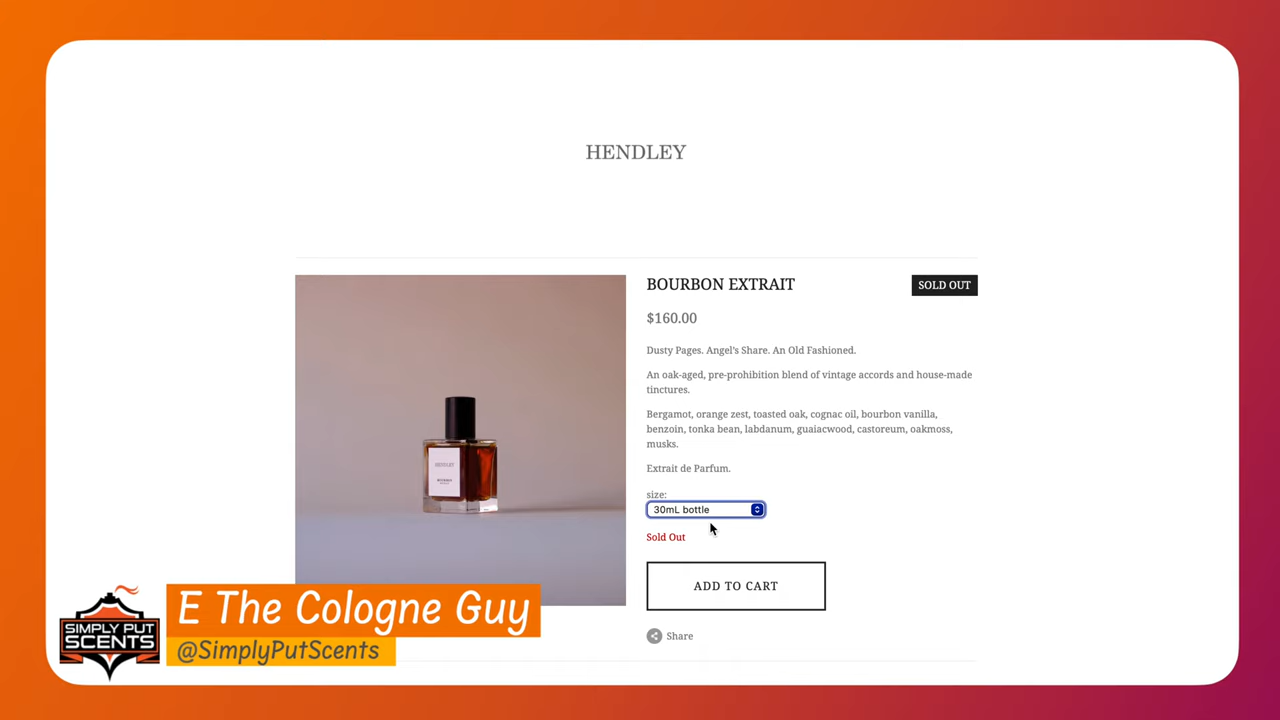 HENDLEY
BOURBON EXTRAIT
SOLD OUT
$160.00
Dusty Pages. Angel's Share. An Old Fashioned.
An oak-aged, pre-prohibition blend of vintage accords and house-made
tinctures.
Bergamot, orange zest, toasted oak, cognac oil, bourbon vanilla,
benzoin, tonka bean, labdanum, guaiacwood, castoreum, oakmoss,
musks.
Extrait de Parfum.
size:
30mL bottle
Sold Out
ADD TO CART
Share
HENDLEY
BOURBON
SIMPLY PUT
SCENTS
E The Cologne Guy
@SimplyPutScents